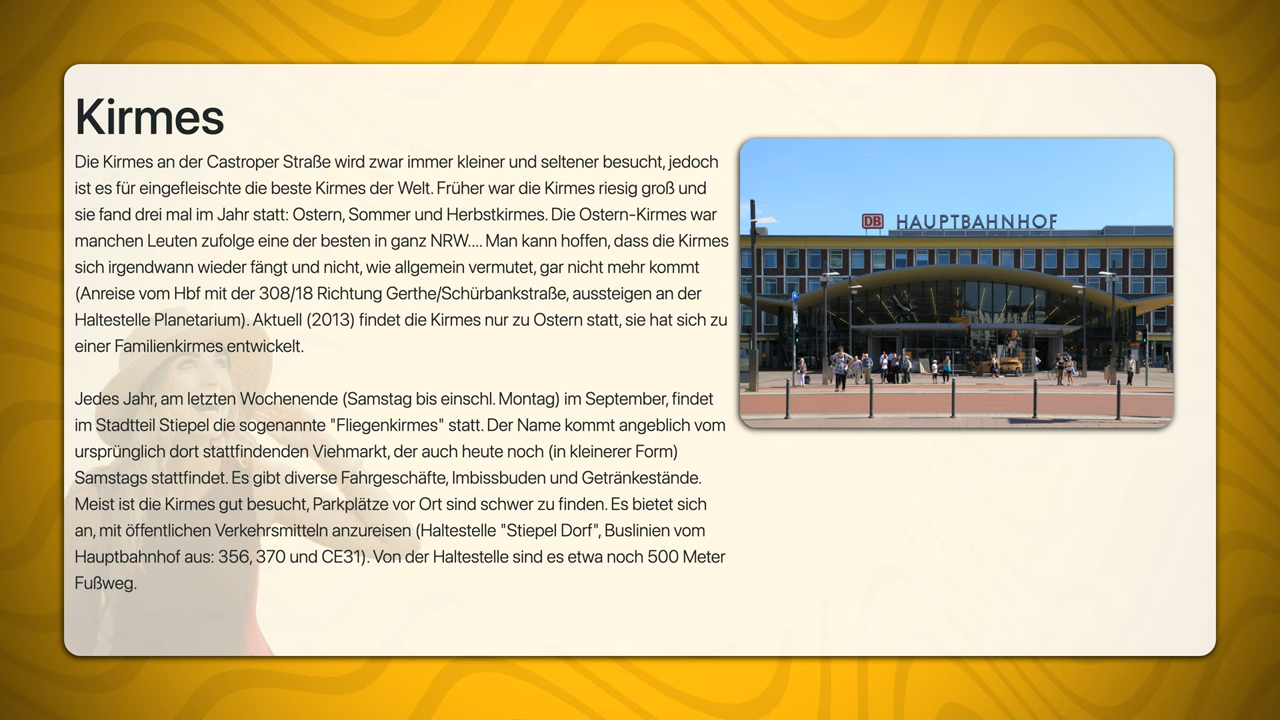 Kirmes
Die Kirmes an der Castroper Straße wird zwar immer kleiner und seltener besucht, jedoch
ist es für eingefleischte die beste Kirmes der Welt. Früher war die Kirmes riesig groß und
sie fand drei mal im Jahr statt: Ostern, Sommer und Herbstkirmes. Die Ostern-Kirmes war
manchen Leuten zufolge eine der besten in ganz NRW.... Man kann hoffen, dass die Kirmes
sich irgendwann wieder fängt und nicht, wie allgemein vermutet, gar nicht mehr kommt
(Anreise vom Hbf mit der 308/18 Richtung Gerthe/Schürbankstraße, aussteigen an der
Haltestelle Planetarium). Aktuell (2013) findet die Kirmes nur zu Ostern statt, sie hat sich zu
einer Familienkirmes entwickelt.
Jedes Jahr, am letzten Wochenende (Samstag bis einschl. Montag) im September, findet
im Stadtteil Stiepel die sogenannte "Fliegenkirmes" statt. Der Name kommt angeblich vom
ursprünglich dort stattfindenden Viehmarkt, der auch heute noch (in kleinerer Form)
Samstags stattfindet. Es gibt diverse Fahrgeschäfte, Imbissbuden und Getränkestände.
Meist ist die Kirmes gut besucht, Parkplätze vor Ort sind schwer zu finden. Es bietet sich
an, mit öffentlichen Verkehrsmitteln anzureisen (Haltestelle "Stiepel Dorf", Buslinien vom
Hauptbahnhof aus: 356, 370 und CE31). Von der Haltestelle sind es etwa noch 500 Meter
Fußweg.
DB HAUPTBAHNHOF